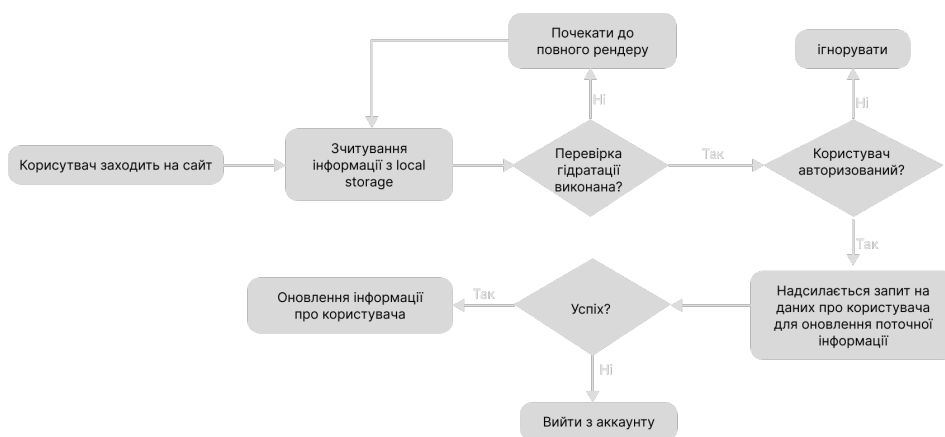 Почекати до
повного рендеру
ігнорувати
Ні
Ні
Корисутвач заходить на сайт
Зчитування
інформації з local
storage
Перевірка
гідратації
виконана?
Так
Користувач
авторизований?
Так
Надсилається запит на
даних про користувача
для оновлення поточної
інформації
Успіх?
Так
Оновлення інформації
про користувача
Ні
Вийти з аккаунту